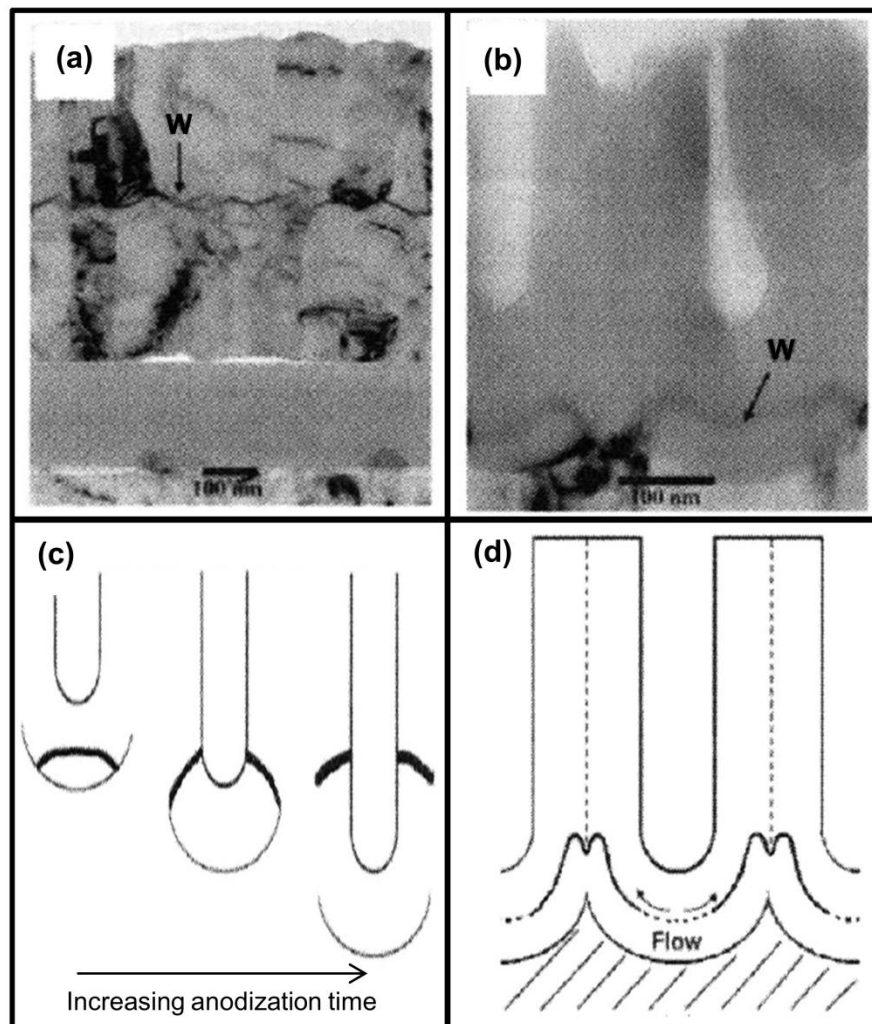 (a)
W
100 nm
(b)
W
100 nm
(c)
Increasing anodization time
(d)
Flow